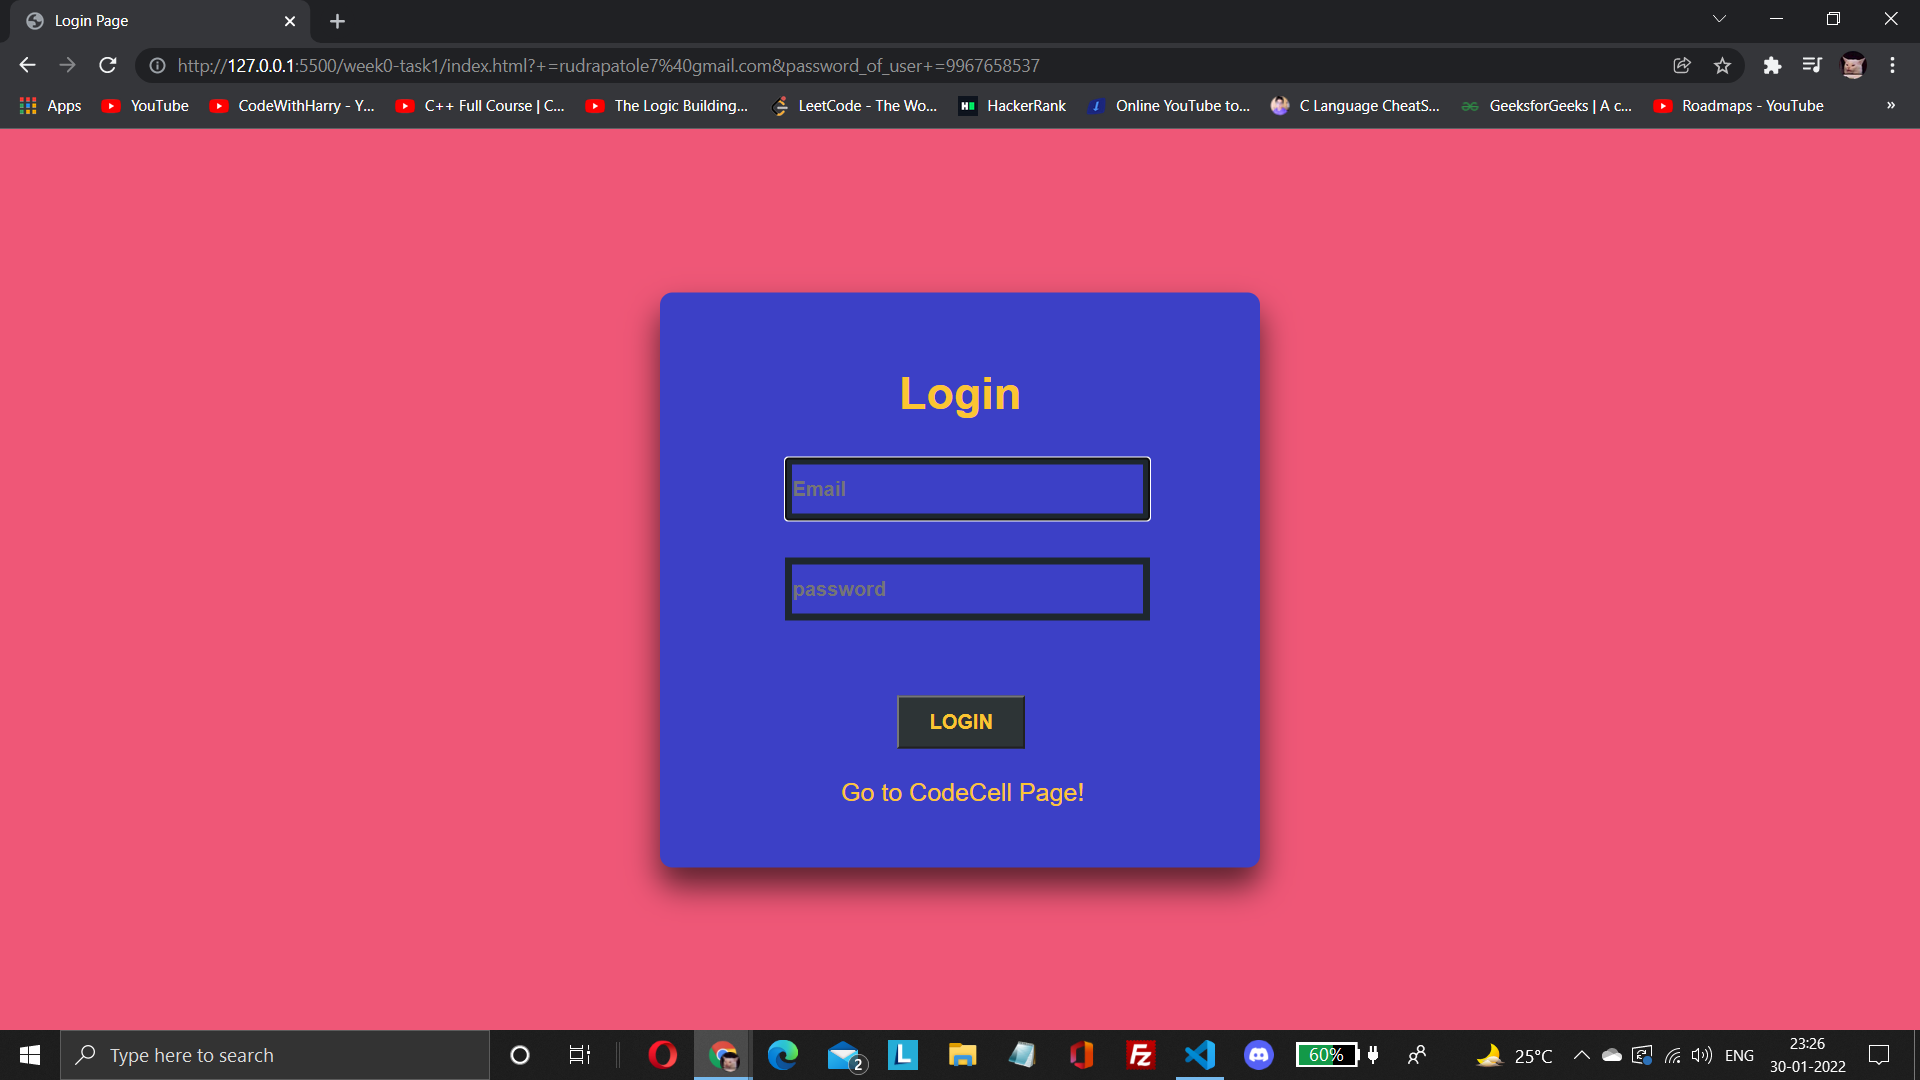 Login Page
http://127.0.0.1:5500/week0-task1/index.html?+=rudrapatole7%40gmail.com&password_of_user+=9967658537
Apps YouTube CodeWithHarry - Y... C++ Full Course | C... The Logic Building... LeetCode - The Wo... HackerRank Online YouTube to... C Language CheatS... GeeksforGeeks | A c... Roadmaps - YouTube »
Login
Email
password
LOGIN
Go to CodeCell Page!
Type here to search 2 L Fz 60% 25°C ENG 23:26
30-01-2022